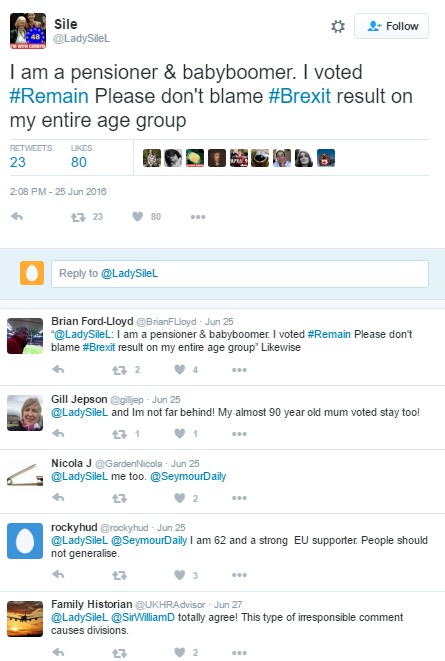 Síle
@LadySileL
Follow
48
I am a pensioner & babyboomer. I voted
#Remain Please don't blame #Brexit result on
my entire age group
RETWEETS LIKES
23 80
2:08 PM - 25 Jun 2016
23 80
Reply to @LadySileL
Brian Ford-Lloyd @BrianFLloyd · Jun 25
"@LadySileL: I am a pensioner & babyboomer. I voted #Remain Please don't
blame #Brexit result on my entire age group" Likewise
2 4
Gill Jepson @gilljep · Jun 25
@LadySileL and Im not far behind! My almost 90 year old mum voted stay too!
1 1
Nicola J @GardenNicola · Jun 25
@LadySileL me too. @SeymourDaily
2
rockyhud @rockyhud · Jun 25
@LadySileL @SeymourDaily I am 62 and a strong EU supporter. People should
not generalise.
3
Family Historian @UKHRAdvisor · Jun 27
@LadySileL @SirWilliamD totally agree! This type of irresponsible comment
causes divisions.
2